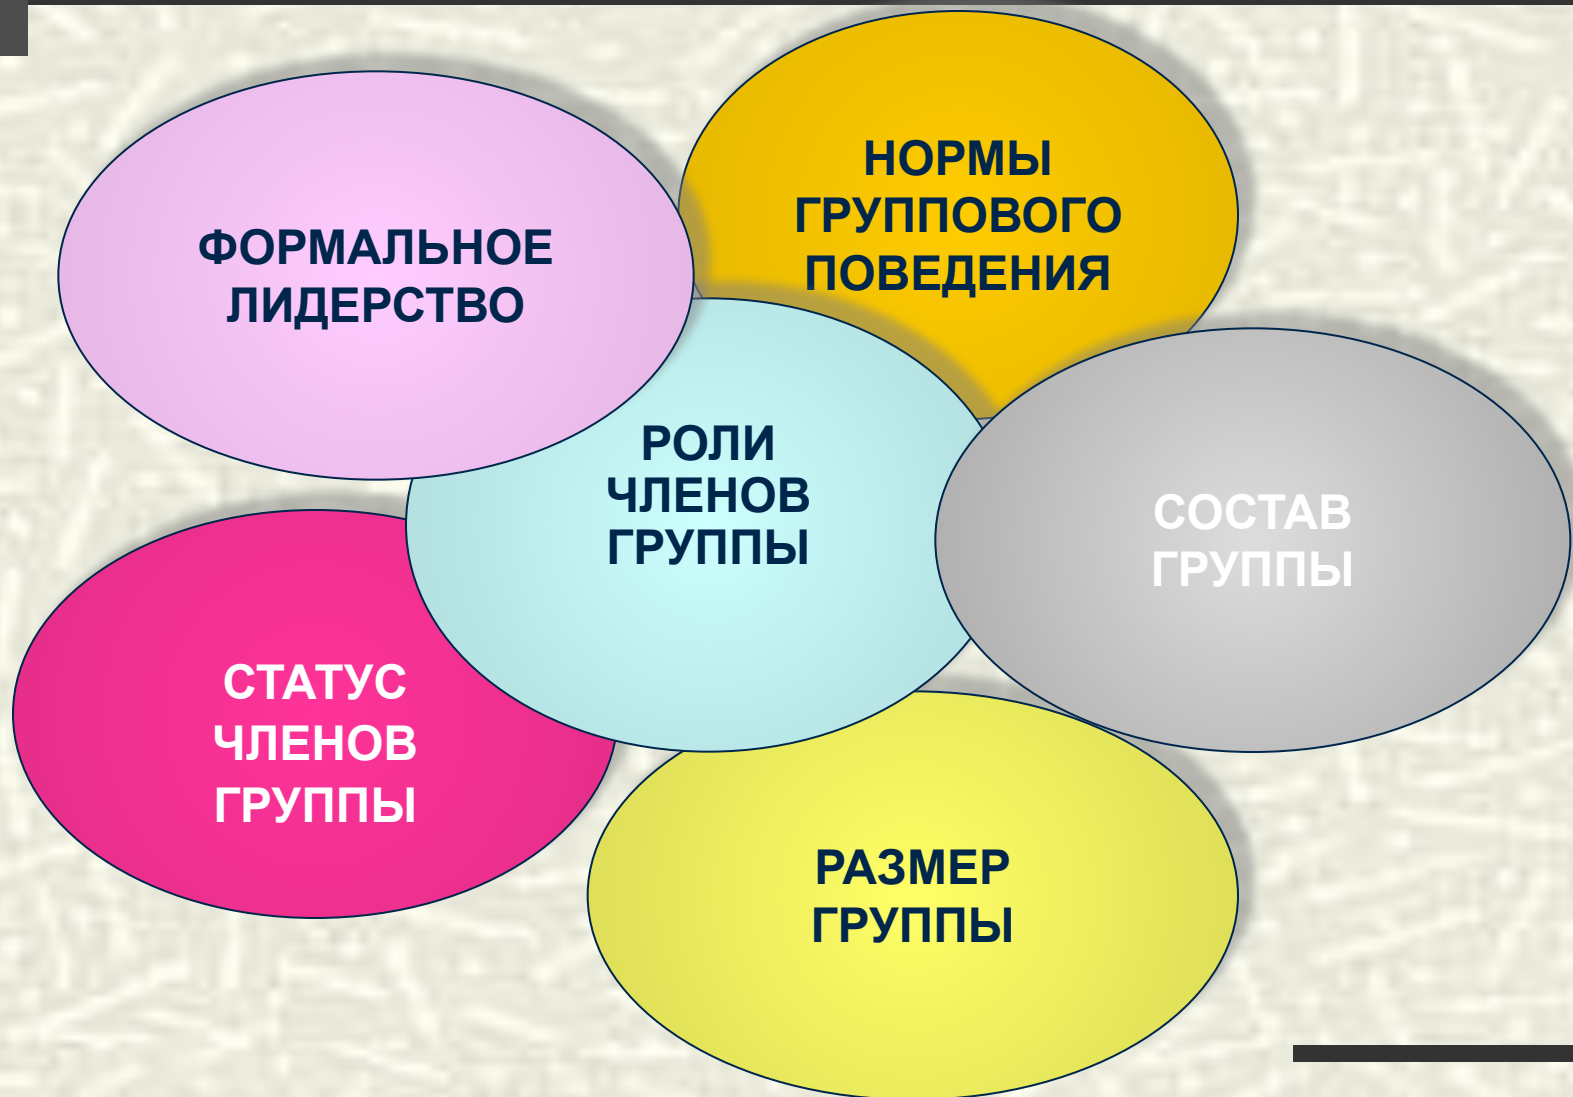 ФОРМАЛЬНОЕ
ЛИДЕРСТВО
НОРМЫ
ГРУППОВОГО
ПОВЕДЕНИЯ
РОЛИ
ЧЛЕНОВ
ГРУППЫ
СОСТАВ
ГРУППЫ
СТАТУС
ЧЛЕНОВ
ГРУППЫ
РАЗМЕР
ГРУППЫ